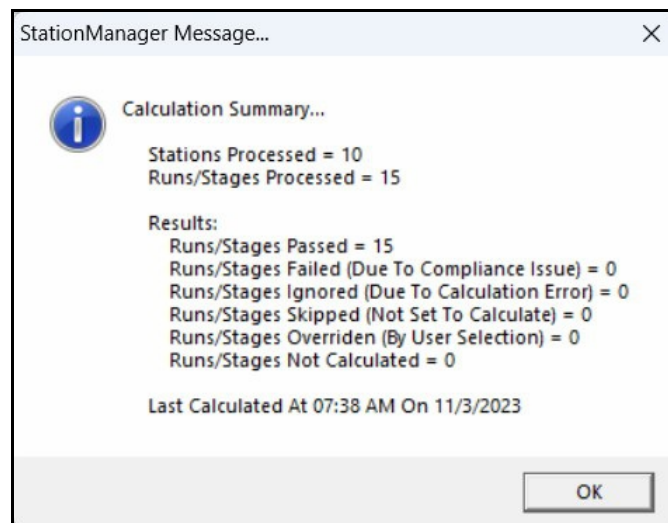 StationManager Message...
Calculation Summary...
Stations Processed = 10
Runs/Stages Processed = 15
Results:
Runs/Stages Passed = 15
Runs/Stages Failed (Due To Compliance Issue) = 0
Runs/Stages Ignored (Due To Calculation Error) = 0
Runs/Stages Skipped (Not Set To Calculate) = 0
Runs/Stages Overriden (By User Selection) = 0
Runs/Stages Not Calculated = 0
Last Calculated At 07:38 AM On 11/3/2023
OK